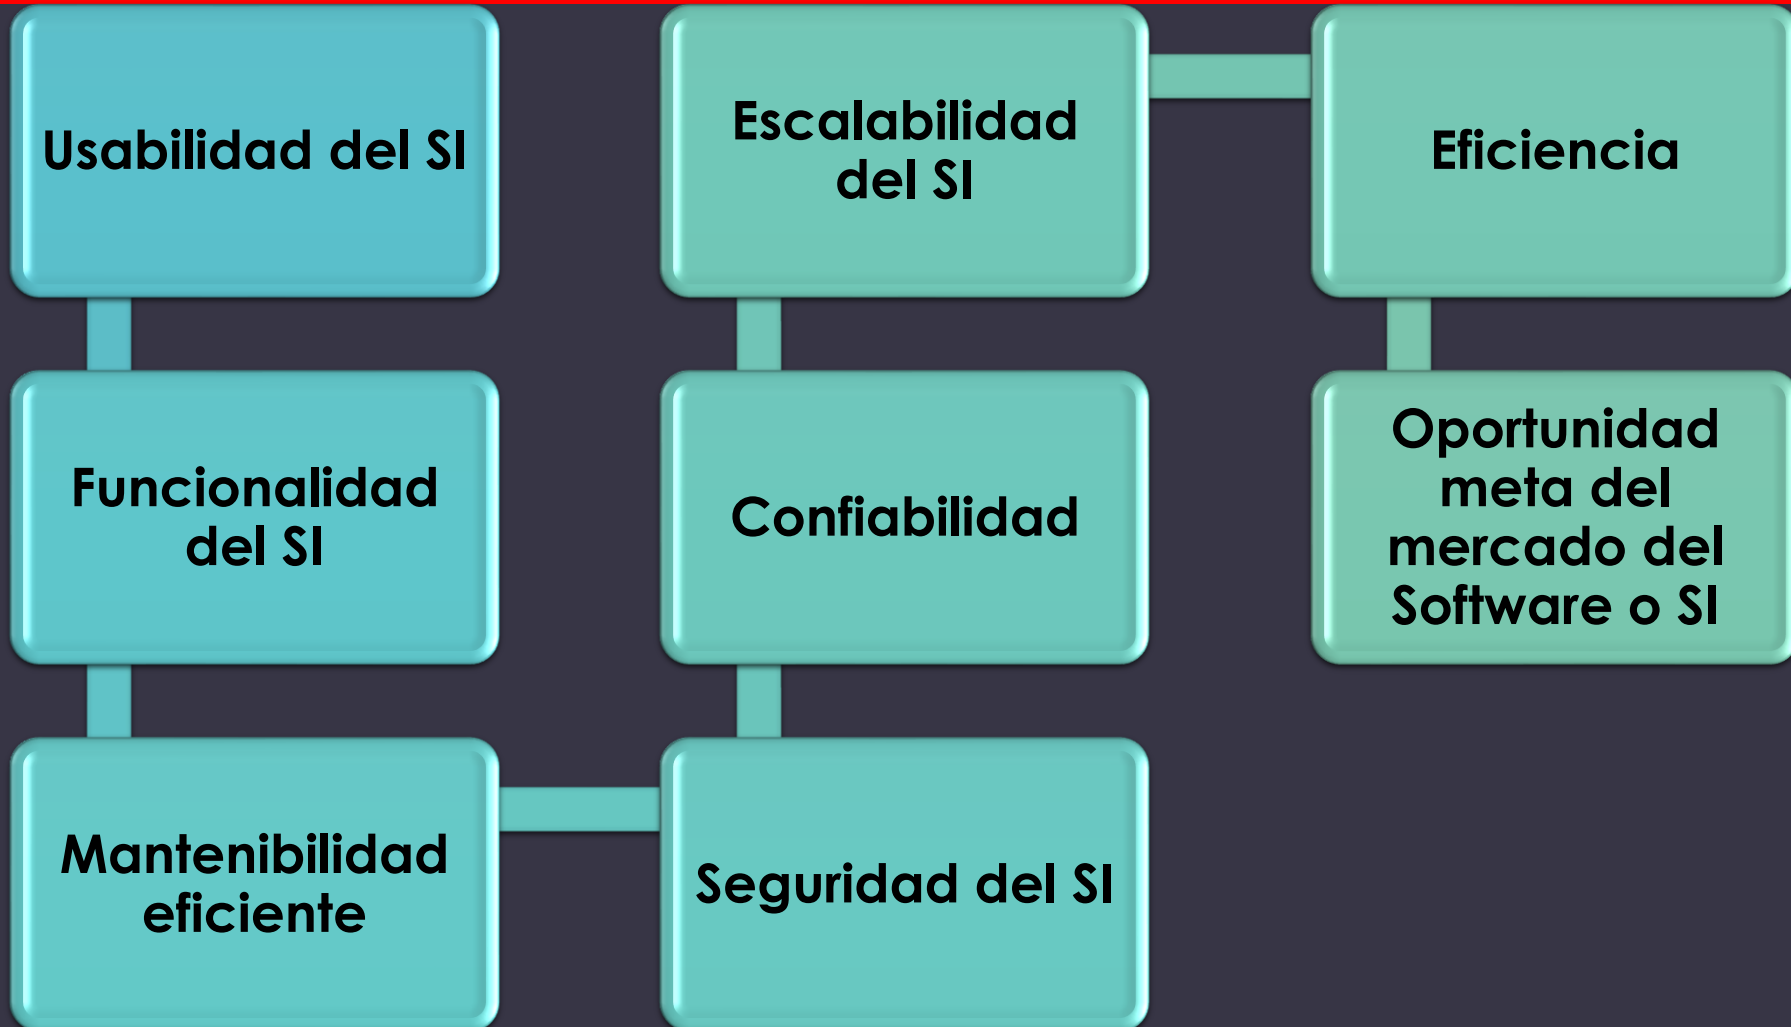 Usabilidad del SI
Funcionalidad
del SI
Mantenibilidad
eficiente
Seguridad del SI
Confiabilidad
Escalabilidad
del SI
Eficiencia
Oportunidad
meta del
mercado del
Software o SI